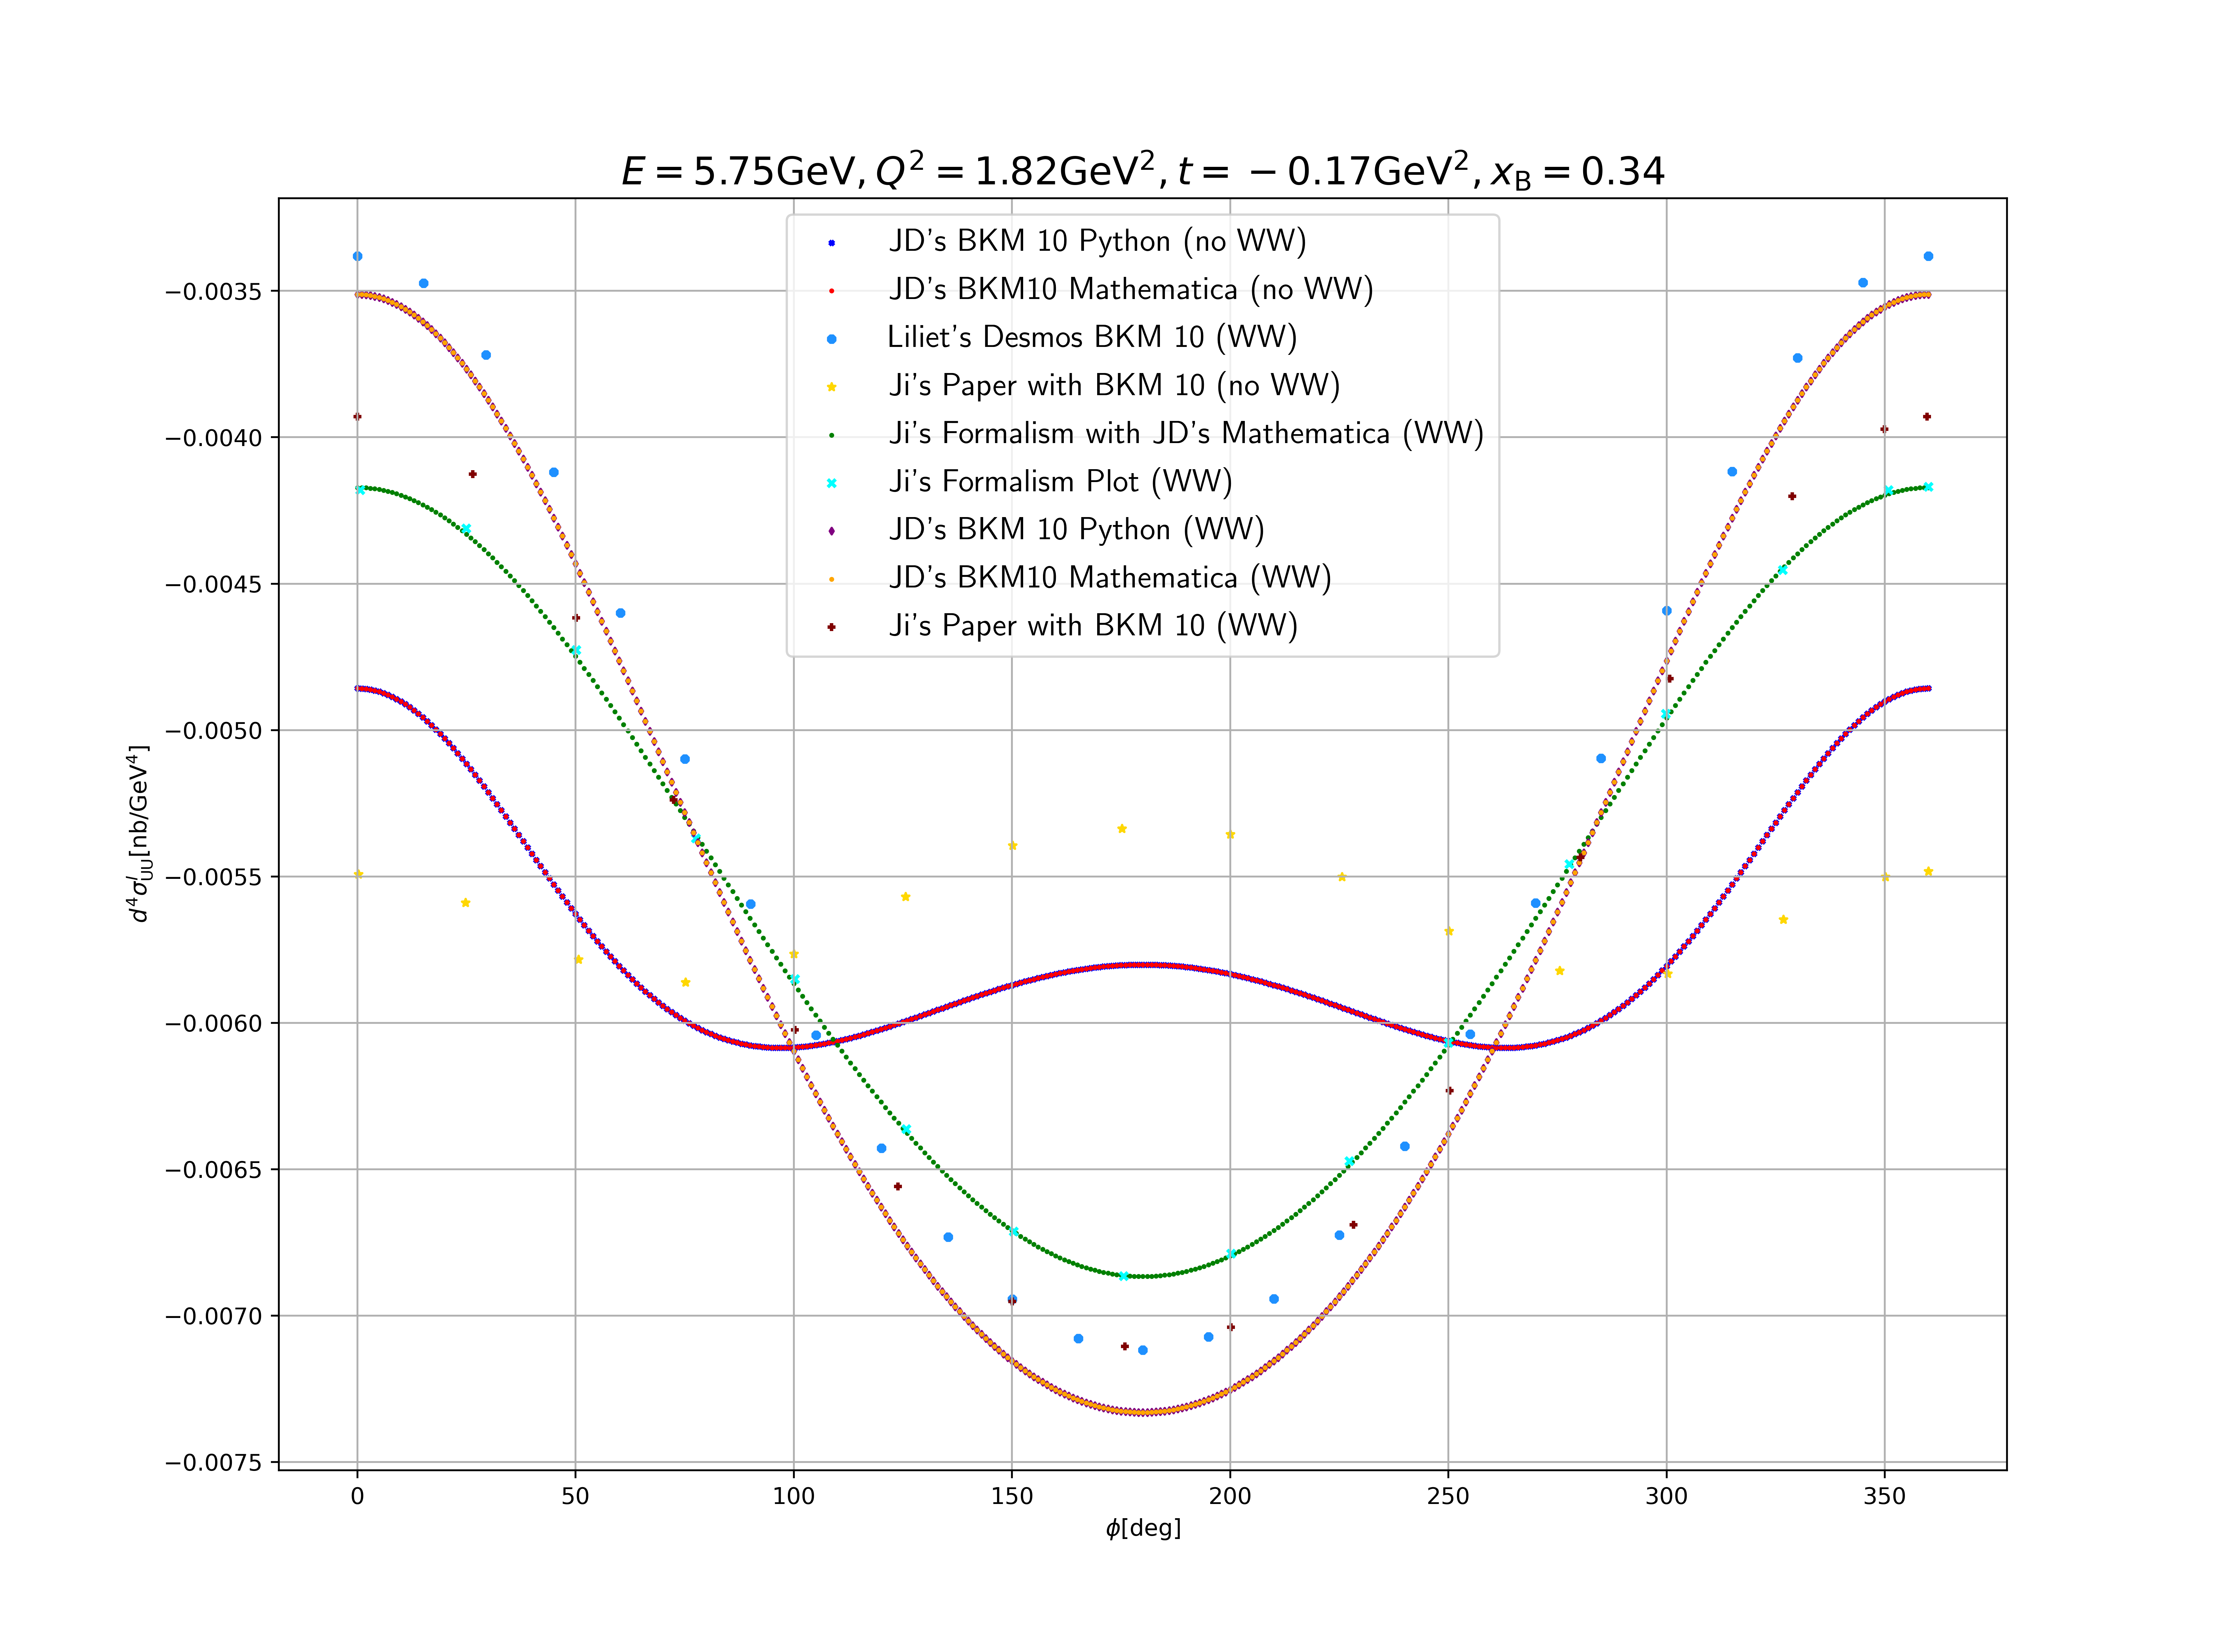 E = 5.75GeV, Q² = 1.82GeV², t = −0.17GeV², x_B = 0.34
JD's BKM 10 Python (no WW)
JD's BKM10 Mathematica (no WW)
Liliet's Desmos BKM 10 (WW)
Ji's Paper with BKM 10 (no WW)
Ji's Formalism with JD's Mathematica (WW)
Ji's Formalism Plot (WW)
JD's BKM 10 Python (WW)
JD's BKM10 Mathematica (WW)
Ji's Paper with BKM 10 (WW)
d⁴σ^I_UU[nb/GeV⁴]
−0.0035
−0.0040
−0.0045
−0.0050
−0.0055
−0.0060
−0.0065
−0.0070
−0.0075
0 50 100 150 200 250 300 350
ϕ[deg]